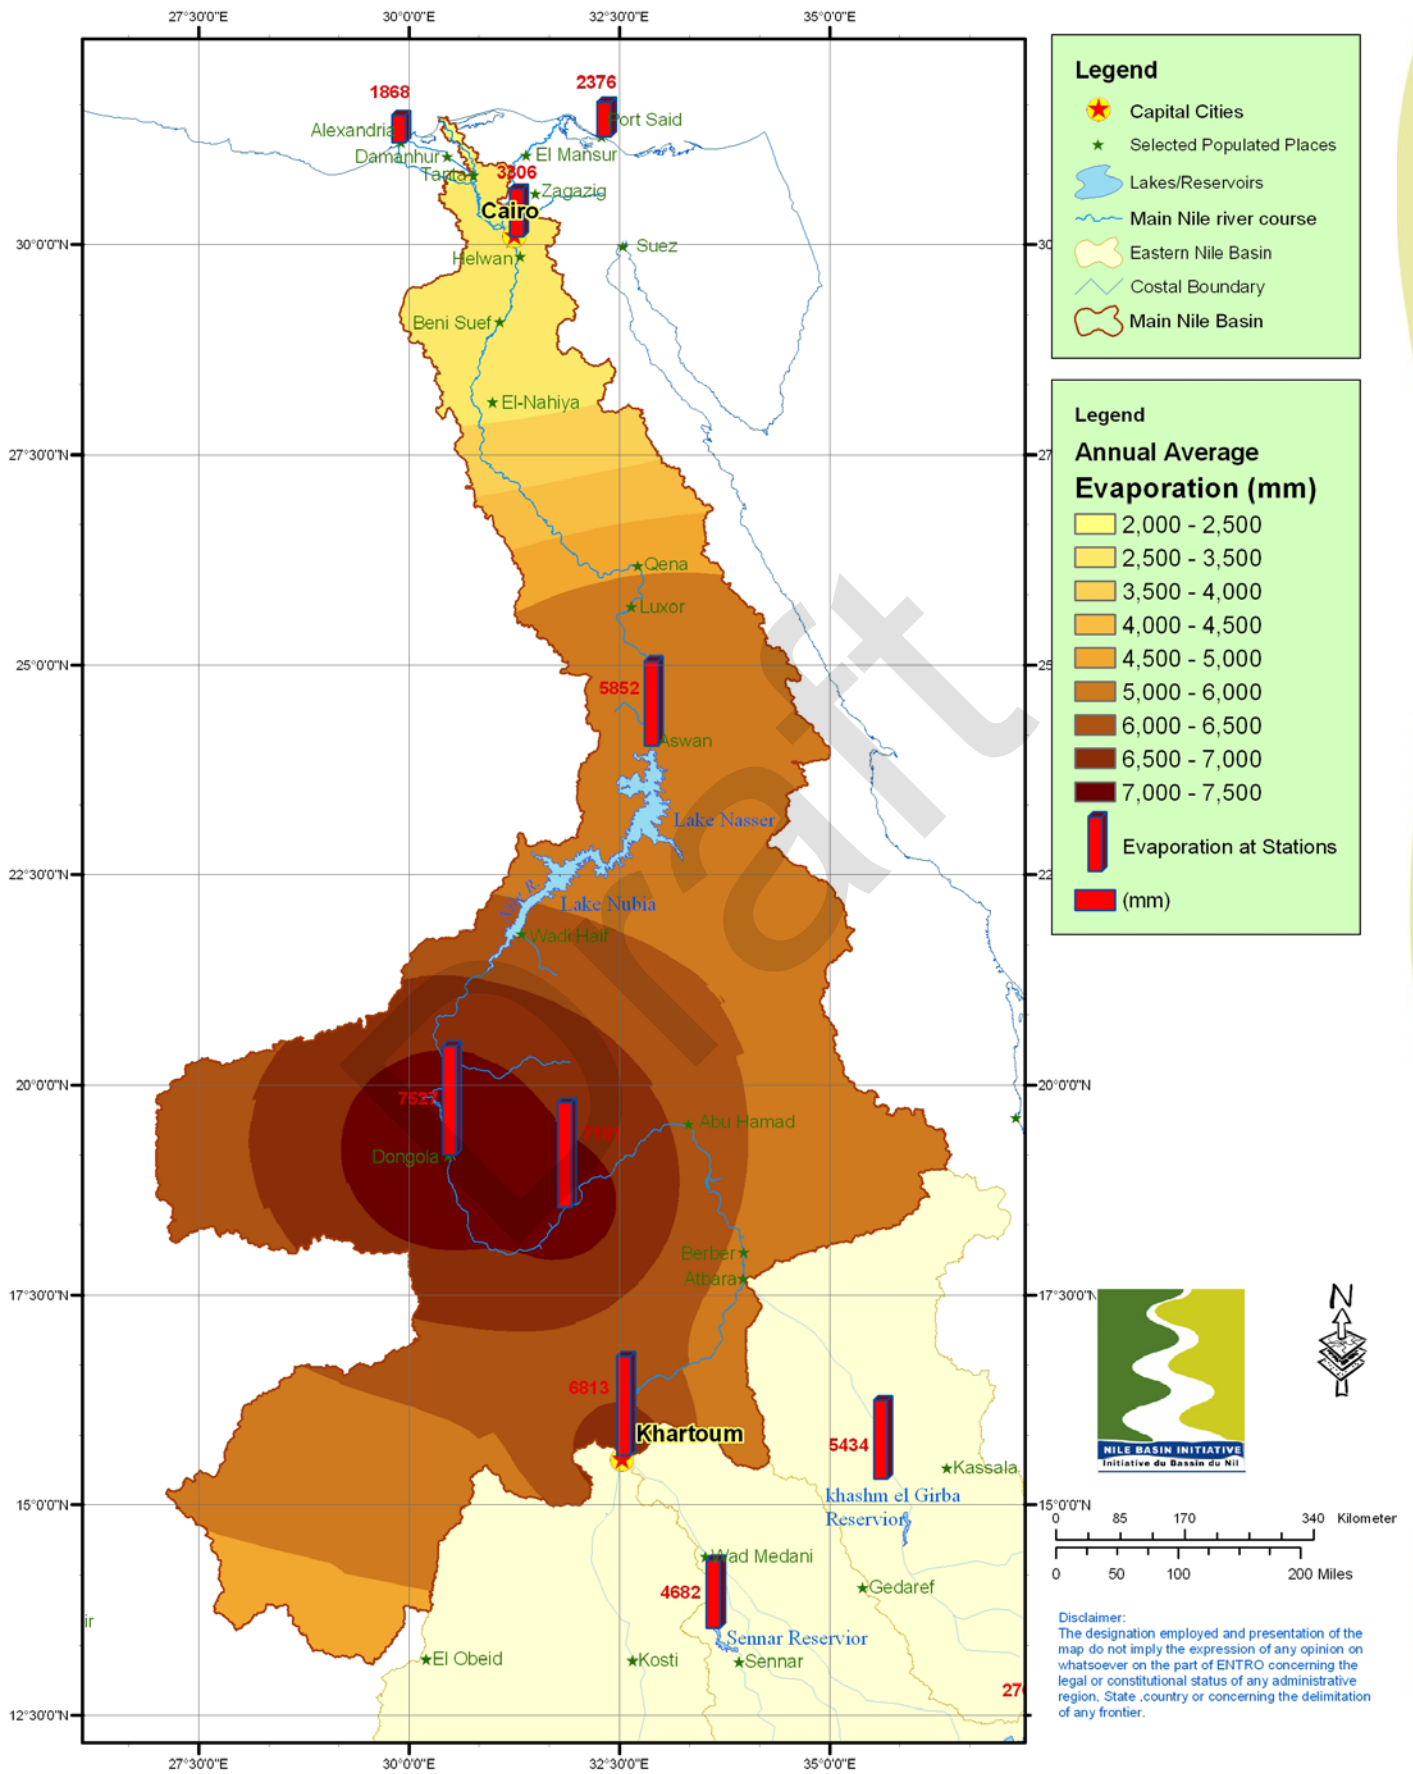 27°30'0"E 30°0'0"E 32°30'0"E 35°0'0"E
1868
2376
Alexandria
Port Said
Damanhur
El Mansur
Tanta
3306
Zagazig
Cairo
30°0'0"N
30
Suez
Helwan
Beni Suef
El-Nahiya
27°30'0"N
27
Qena
Luxor
25°0'0"N
25
5852
Aswan
Lake Nasser
22°30'0"N
22
Nile R.
Lake Nubia
Wadi Half
20°0'0"N
20°0'0"N
7527
Abu Hamad
Dongola
Berber
Atbara
17°30'0"N
17°30'0"N
6813
Khartoum
5434
Kassala
khashm el Girba
Reservior
15°0'0"N
15°0'0"N
Wad Medani
4682
Gedaref
Sennar Reservior
ir
El Obeid
Kosti
Sennar
27
12°30'0"N
27°30'0"E 30°0'0"E 32°30'0"E 35°0'0"E
Draft
Legend
Capital Cities
Selected Populated Places
Lakes/Reservoirs
Main Nile river course
Eastern Nile Basin
Costal Boundary
Main Nile Basin
Legend
Annual Average
Evaporation (mm)
2,000 - 2,500
2,500 - 3,500
3,500 - 4,000
4,000 - 4,500
4,500 - 5,000
5,000 - 6,000
6,000 - 6,500
6,500 - 7,000
7,000 - 7,500
Evaporation at Stations
(mm)
N
NILE BASIN INITIATIVE
Initiative du Bassin du Nil
0 85 170 340 Kilometer
0 50 100 200 Miles
Disclaimer:
The designation employed and presentation of the
map do not imply the expression of any opinion on
whatsoever on the part of ENTRO concerning the
legal or constitutional status of any administrative
region, State ,country or concerning the delimitation
of any frontier.